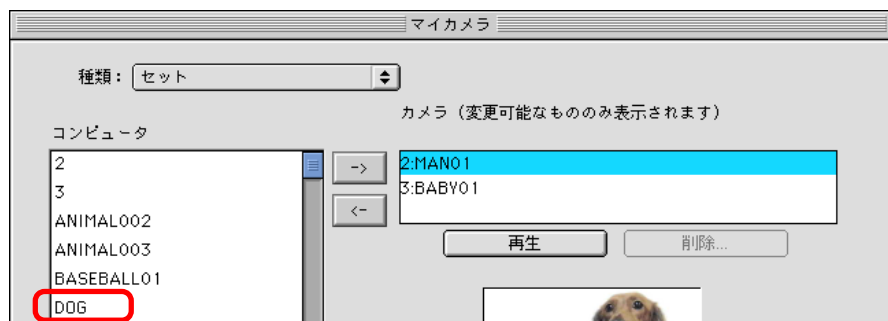 マイカメラ
種類： セット
カメラ（変更可能なもののみ表示されます）
コンピュータ
2
3
ANIMAL002
ANIMAL003
BASEBALL01
DOG
->
<-
2:MAN01
3:BABY01
再生
削除...